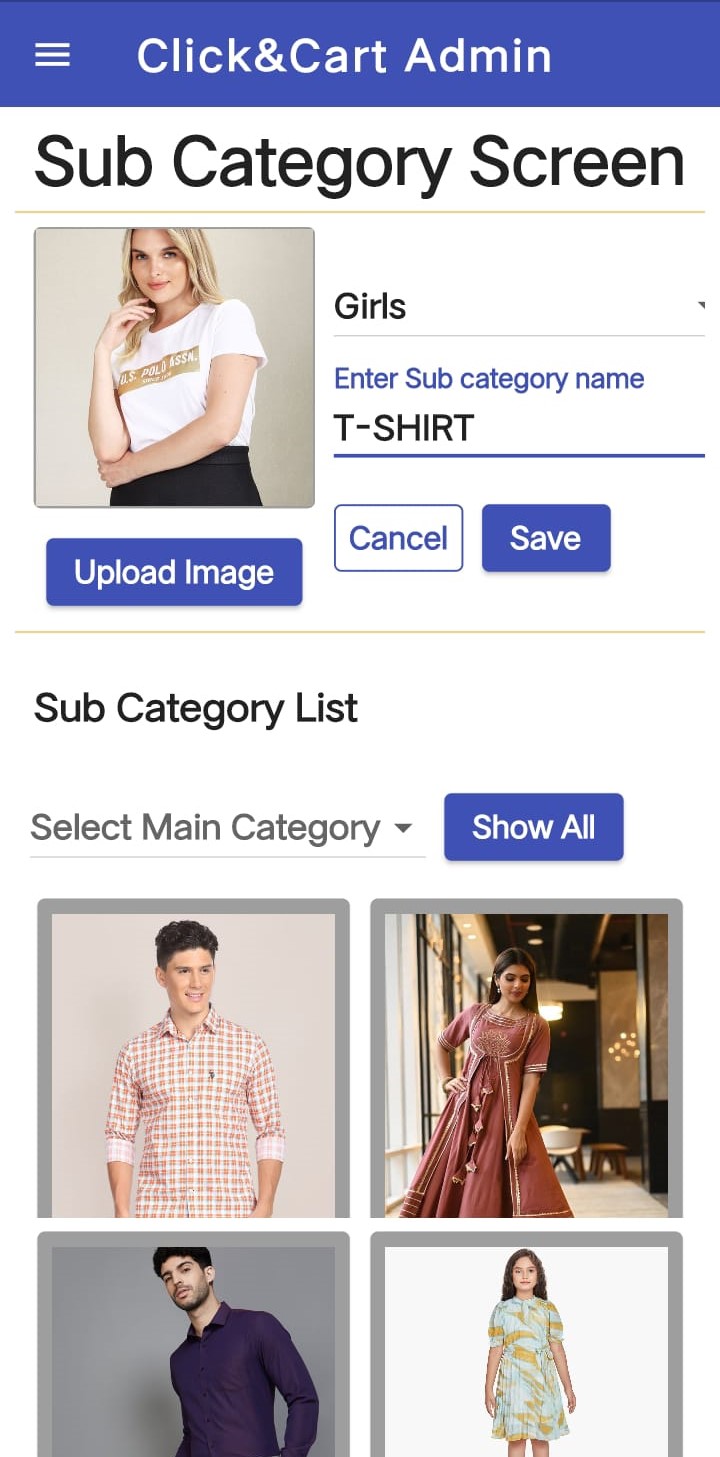 Click&Cart Admin
Sub Category Screen
U.S. POLO ASSN.
Girls
Enter Sub category name
T-SHIRT
Cancel
Save
Upload Image
Sub Category List
Select Main Category
Show All